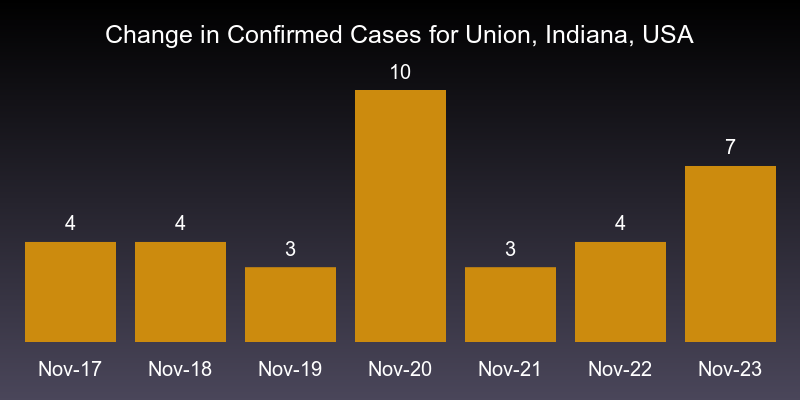 Change in Confirmed Cases for Union, Indiana, USA
10
7
4 4 4
3 3
Nov-17 Nov-18 Nov-19 Nov-20 Nov-21 Nov-22 Nov-23